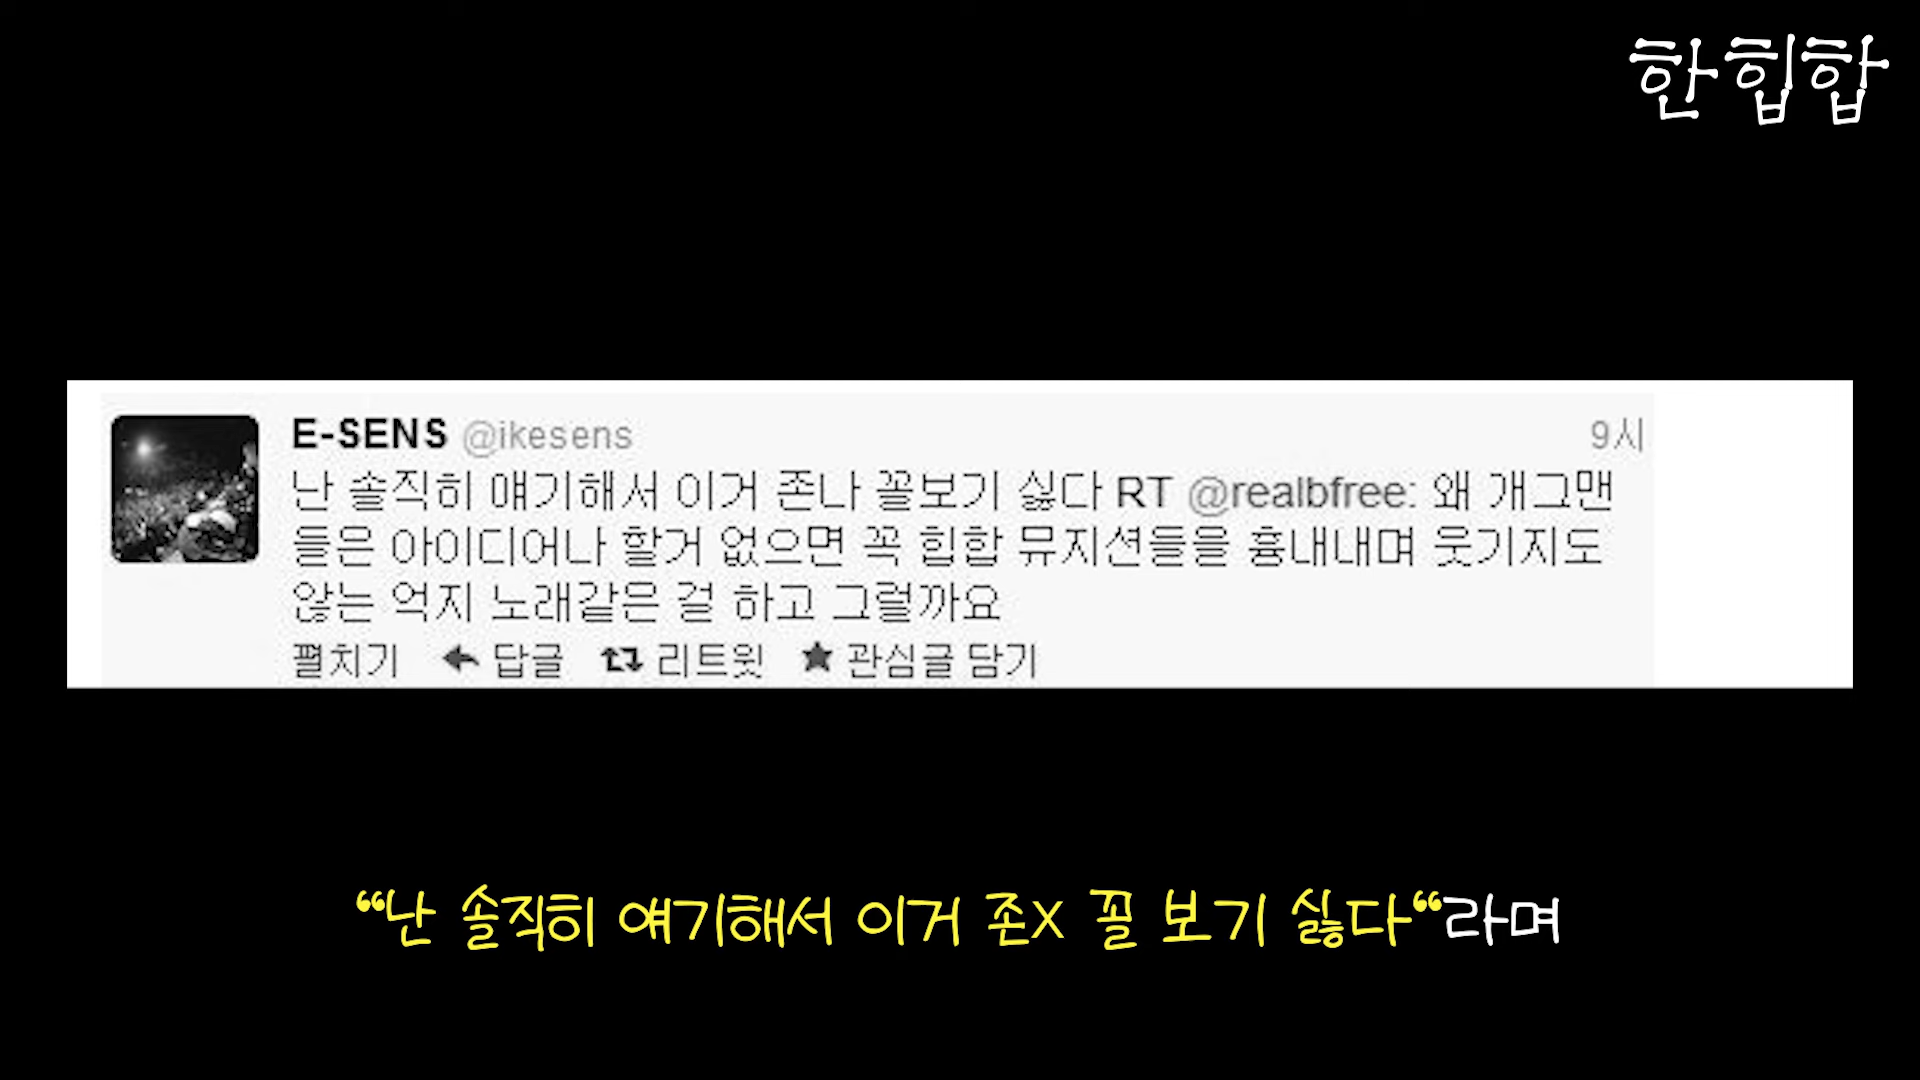 한 힙합
E-SENS @ikesens 9시
난 솔직히 얘기해서 이거 존나 꼴보기 싫다 RT @realbfree: 왜 개그맨
들은 아이디어나 할거 없으면 꼭 힙합 뮤지션들을 흉내내며 웃기지도
않는 억지 노래같은 걸 하고 그럴까요
펼치기 답글 리트윗 관심글 담기
“난 솔직히 얘기해서 이거 존X 꼴 보기 싫다“라며